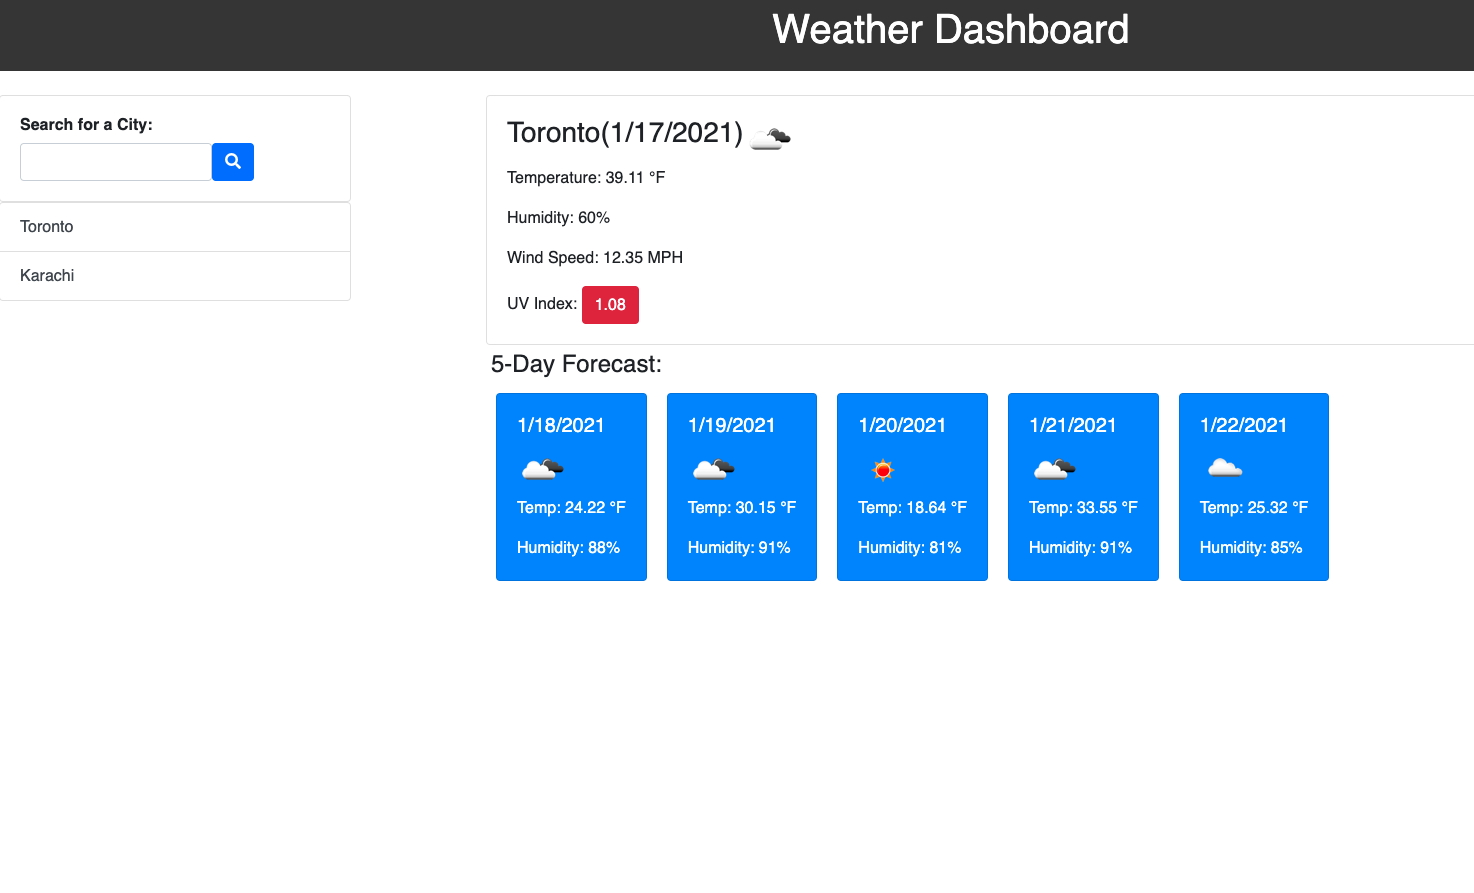 Weather Dashboard
Search for a City:
Toronto
Karachi
Toronto(1/17/2021)
Temperature: 39.11 °F
Humidity: 60%
Wind Speed: 12.35 MPH
UV Index: 1.08
5-Day Forecast:
1/18/2021
Temp: 24.22 °F
Humidity: 88%
1/19/2021
Temp: 30.15 °F
Humidity: 91%
1/20/2021
Temp: 18.64 °F
Humidity: 81%
1/21/2021
Temp: 33.55 °F
Humidity: 91%
1/22/2021
Temp: 25.32 °F
Humidity: 85%